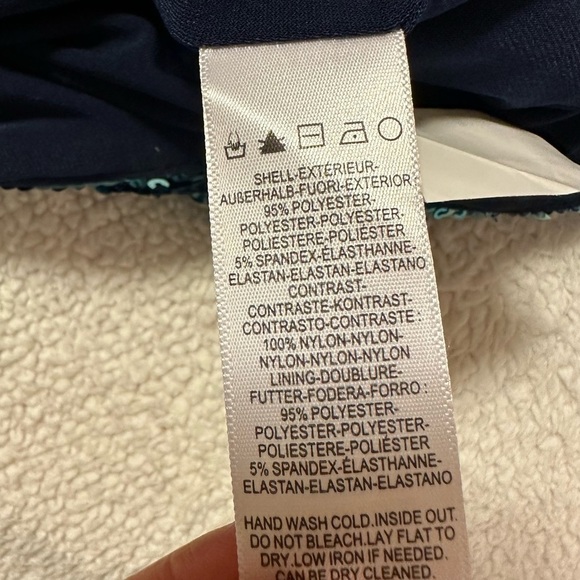 SHELL-EXTÉRIEUR-
AUßERHALB-FUORI-EXTERIOR:
95% POLYESTER-
POLYESTER-POLYESTER-
POLIESTERE-POLIÉSTER
5% SPANDEX-ÉLASTHANNE-
ELASTAN-ELASTAN-ELASTANO
CONTRAST-
CONTRASTE-KONTRAST-
CONTRASTO-CONTRASTE :
100% NYLON-NYLON-
NYLON-NYLON-NYLON
LINING-DOUBLURE-
FUTTER-FODERA-FORRO :
95% POLYESTER-
POLYESTER-POLYESTER-
POLIESTERE-POLIÉSTER
5% SPANDEX-ÉLASTHANNE-
ELASTAN-ELASTAN-ELASTANO
HAND WASH COLD.INSIDE OUT.
DO NOT BLEACH.LAY FLAT TO
DRY.LOW IRON IF NEEDED.
CAN BE DRY CLEANED.